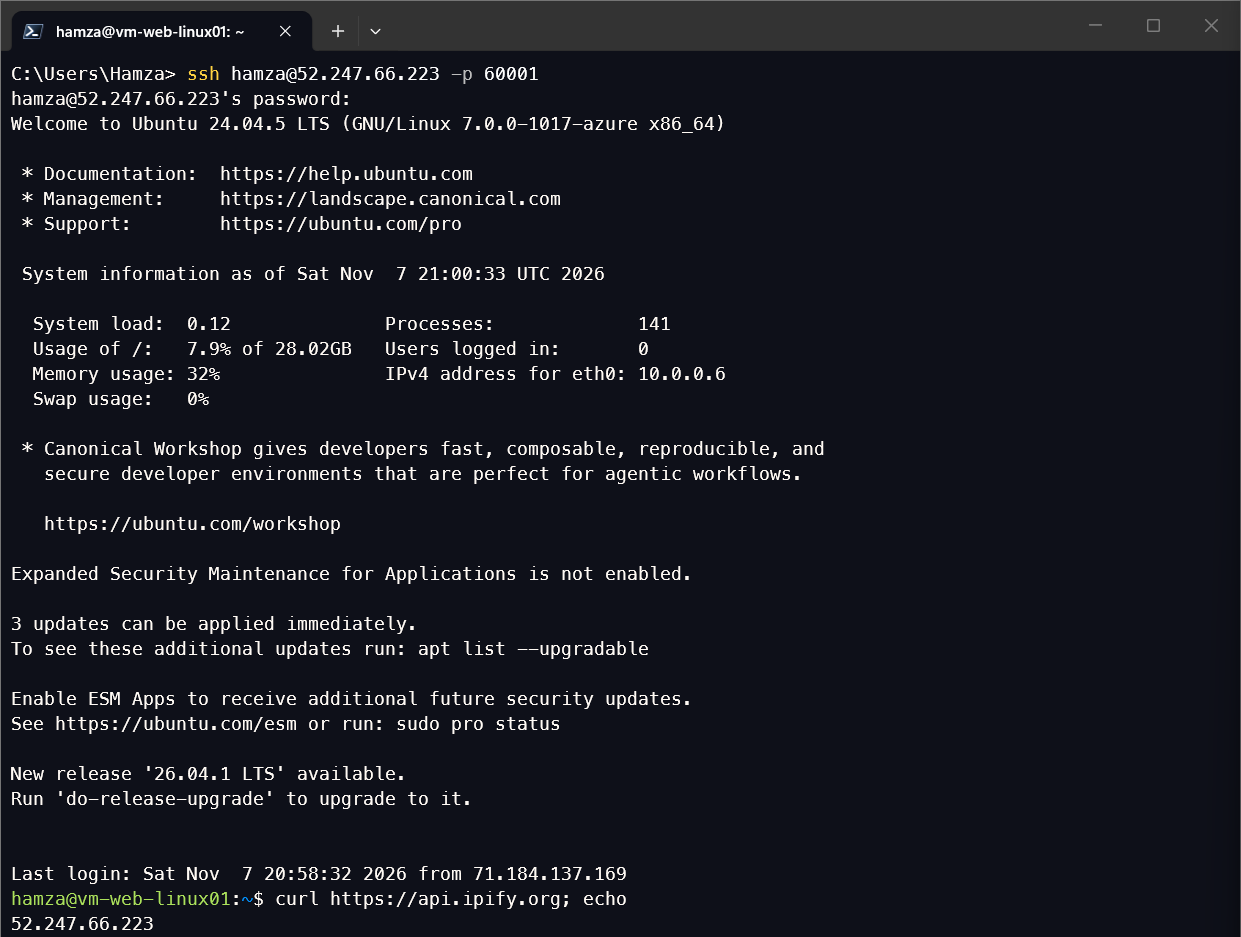 hamza@vm-web-linux01: ~
C:\Users\Hamza> ssh hamza@52.247.66.223 -p 60001
hamza@52.247.66.223's password:
Welcome to Ubuntu 24.04.5 LTS (GNU/Linux 7.0.0-1017-azure x86_64)
* Documentation:  https://help.ubuntu.com
* Management:     https://landscape.canonical.com
* Support:        https://ubuntu.com/pro
System information as of Sat Nov  7 21:00:33 UTC 2026
System load:  0.12              Processes:             141
Usage of /:   7.9% of 28.02GB   Users logged in:       0
Memory usage: 32%               IPv4 address for eth0: 10.0.0.6
Swap usage:   0%
* Canonical Workshop gives developers fast, composable, reproducible, and
secure developer environments that are perfect for agentic workflows.
https://ubuntu.com/workshop
Expanded Security Maintenance for Applications is not enabled.
3 updates can be applied immediately.
To see these additional updates run: apt list --upgradable
Enable ESM Apps to receive additional future security updates.
See https://ubuntu.com/esm or run: sudo pro status
New release '26.04.1 LTS' available.
Run 'do-release-upgrade' to upgrade to it.
Last login: Sat Nov  7 20:58:32 2026 from 71.184.137.169
hamza@vm-web-linux01:~$ curl https://api.ipify.org; echo
52.247.66.223